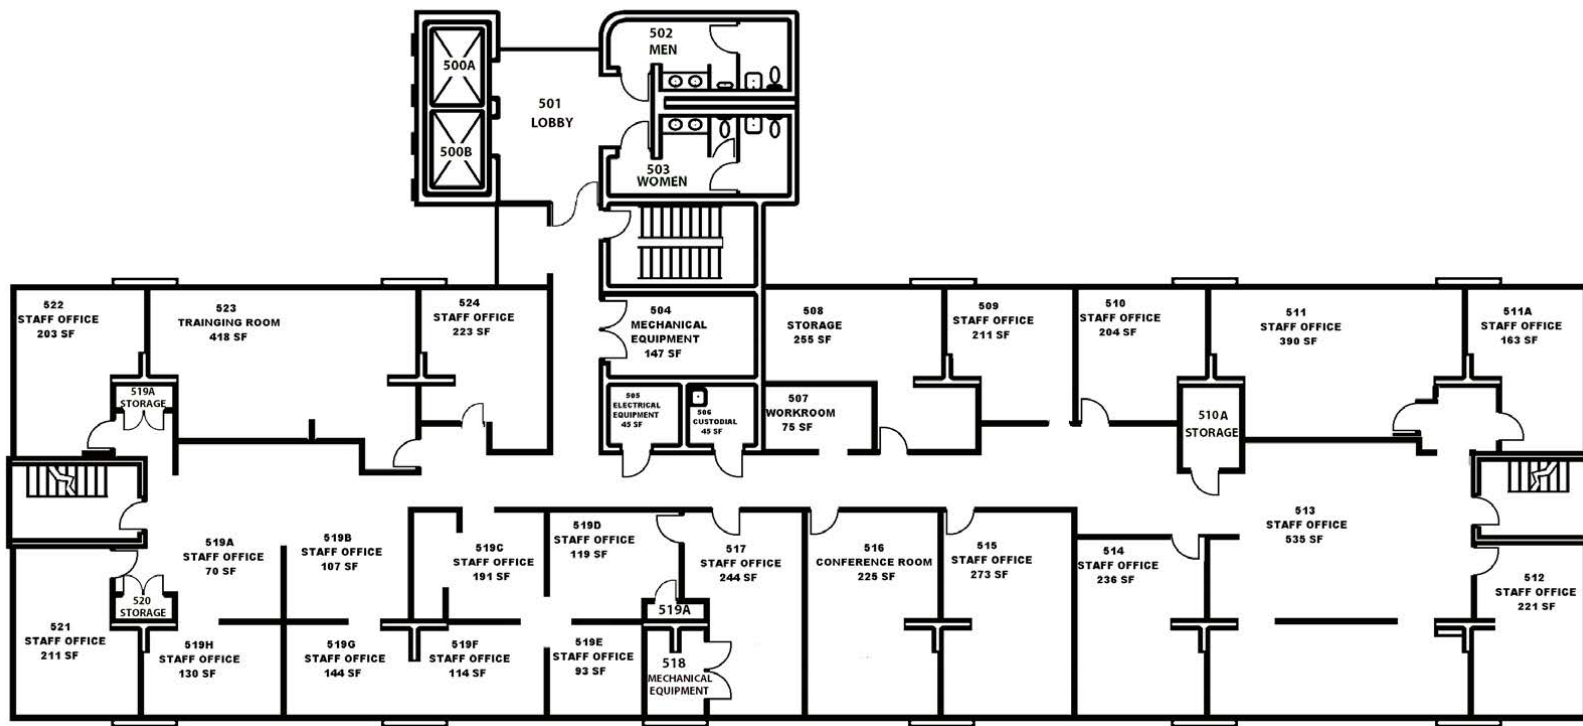 500A
500B
501
LOBBY
502
MEN
503
WOMEN
522
STAFF OFFICE
203 SF
523
TRAINGING ROOM
418 SF
524
STAFF OFFICE
223 SF
504
MECHANICAL
EQUIPMENT
147 SF
508
STORAGE
255 SF
509
STAFF OFFICE
211 SF
510
STAFF OFFICE
204 SF
511
STAFF OFFICE
390 SF
511A
STAFF OFFICE
163 SF
519A
STORAGE
505
ELECTRICAL
EQUIPMENT
45 SF
506
CUSTODIAL
45 SF
507
WORKROOM
75 SF
510A
STORAGE
519A
STAFF OFFICE
70 SF
519B
STAFF OFFICE
107 SF
519C
STAFF OFFICE
191 SF
519D
STAFF OFFICE
119 SF
517
STAFF OFFICE
244 SF
516
CONFERENCE ROOM
225 SF
515
STAFF OFFICE
273 SF
514
STAFF OFFICE
236 SF
513
STAFF OFFICE
535 SF
512
STAFF OFFICE
221 SF
520
STORAGE
521
STAFF OFFICE
211 SF
519H
STAFF OFFICE
130 SF
519G
STAFF OFFICE
144 SF
519F
STAFF OFFICE
114 SF
519E
STAFF OFFICE
93 SF
519A
518
MECHANICAL
EQUIPMENT